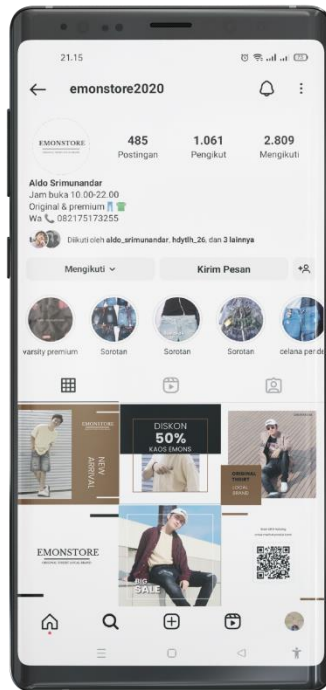 21.15
emonstore2020
EMONSTORE
485 1.061 2.809
Postingan Pengikut Mengikuti
Aldo Srimunandar
Jam buka 10.00-22.00
Original & premium
Wa 082175173255
Diikuti oleh aldo_srimunandar, hdytlh_26, dan 3 lainnya
Mengikuti Kirim Pesan
varsity premium Sorotan Sorotan Sorotan celana pende
EMONSTORE
NEW
ARRIVAL
DISKON
50%
KAOS EMONS
ORIGINAL
THRIFT
LOCAL
BRAND
EMONSTORE
BIG
SALE